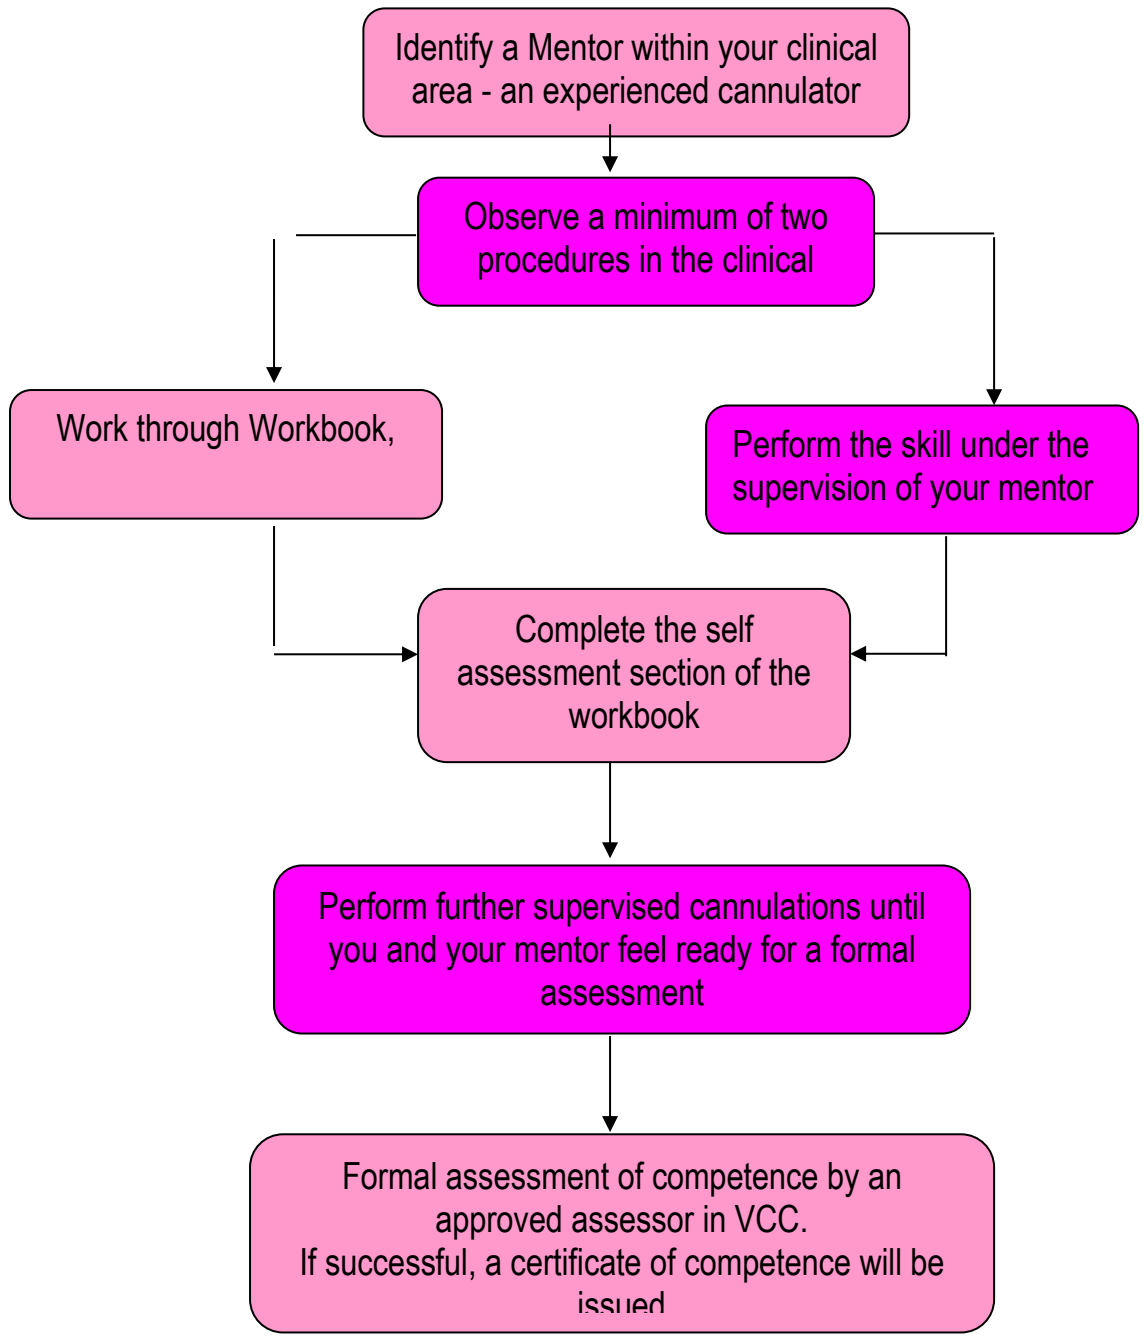 Identify a Mentor within your clinical
area - an experienced cannulator
Observe a minimum of two
procedures in the clinical
Work through Workbook,
Perform the skill under the
supervision of your mentor
Complete the self
assessment section of the
workbook
Perform further supervised cannulations until
you and your mentor feel ready for a formal
assessment
Formal assessment of competence by an
approved assessor in VCC.
If successful, a certificate of competence will be
issued